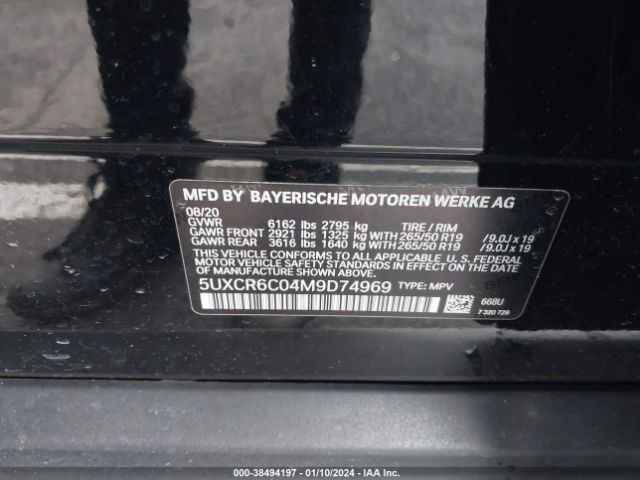 MFD BY BAYERISCHE MOTOREN WERKE AG
08/20
GVWR 6162 lbs 2795 kg TIRE / RIM
GAWR FRONT 2921 lbs 1325 kg WITH 265/50 R19 /9.0J x 19
GAWR REAR 3616 lbs 1640 kg WITH 265/50 R19 /9.0J x 19
THIS VEHICLE CONFORMS TO ALL APPLICABLE U. S. FEDERAL
MOTOR VEHICLE SAFETY STANDARDS IN EFFECT ON THE DATE OF
MANUFACTURE SHOWN ABOVE.
5UXCR6C04M9D74969 TYPE: MPV
668U
7 320 729
000-38494197 - 01/10/2024 - IAA Inc.